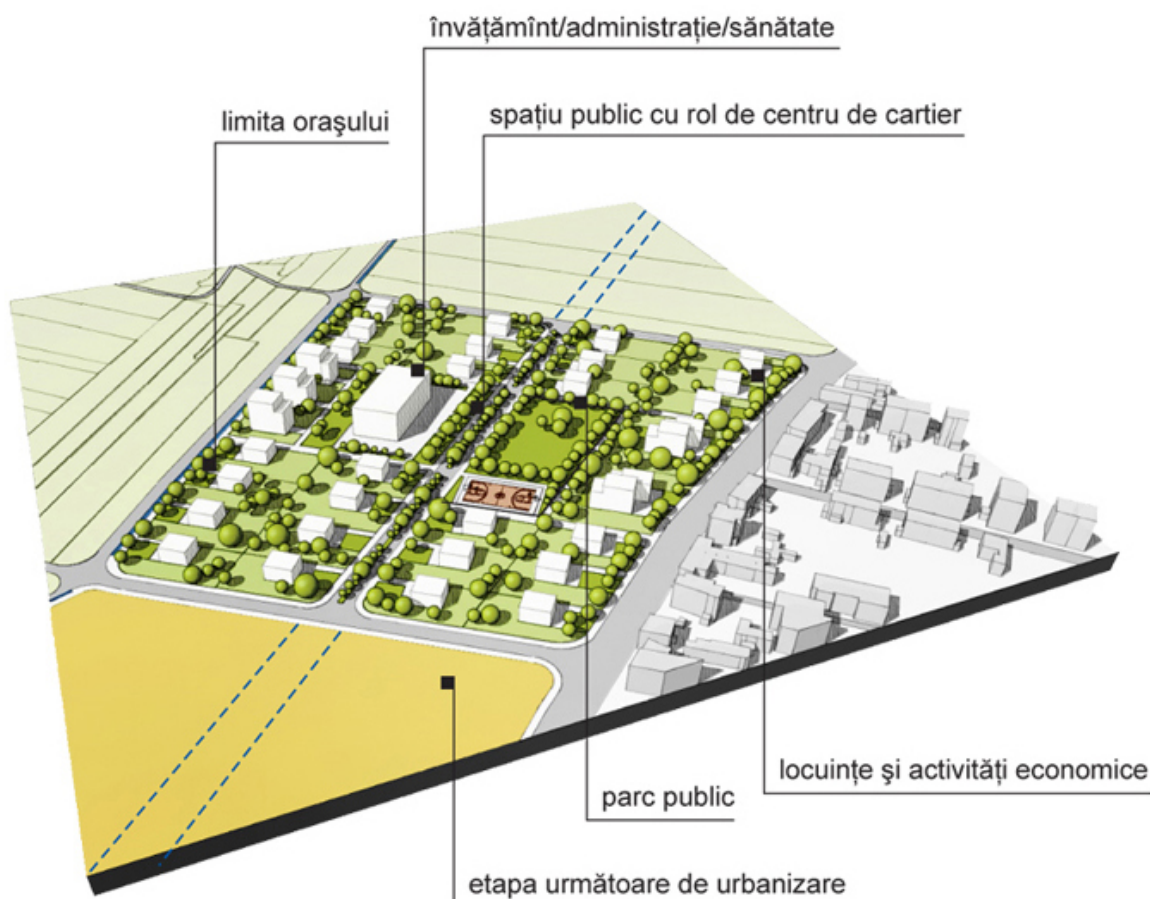 învățămînt/administrație/sănătate
spațiu public cu rol de centru de cartier
limita orașului
locuințe şi activități economice
parc public
etapa următoare de urbanizare